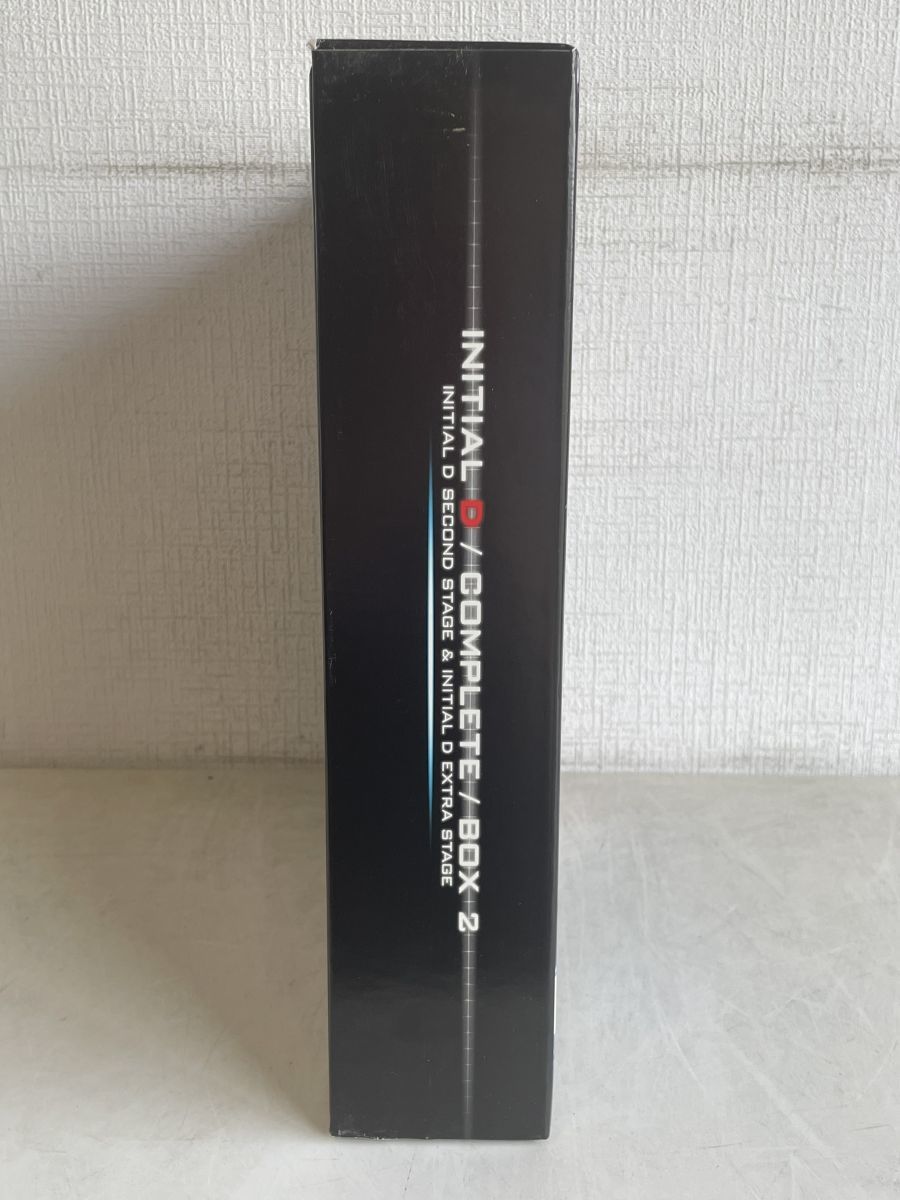 INITIAL D / COMPLETE / BOX 2
INITIAL D SECOND STAGE & INITIAL D EXTRA STAGE